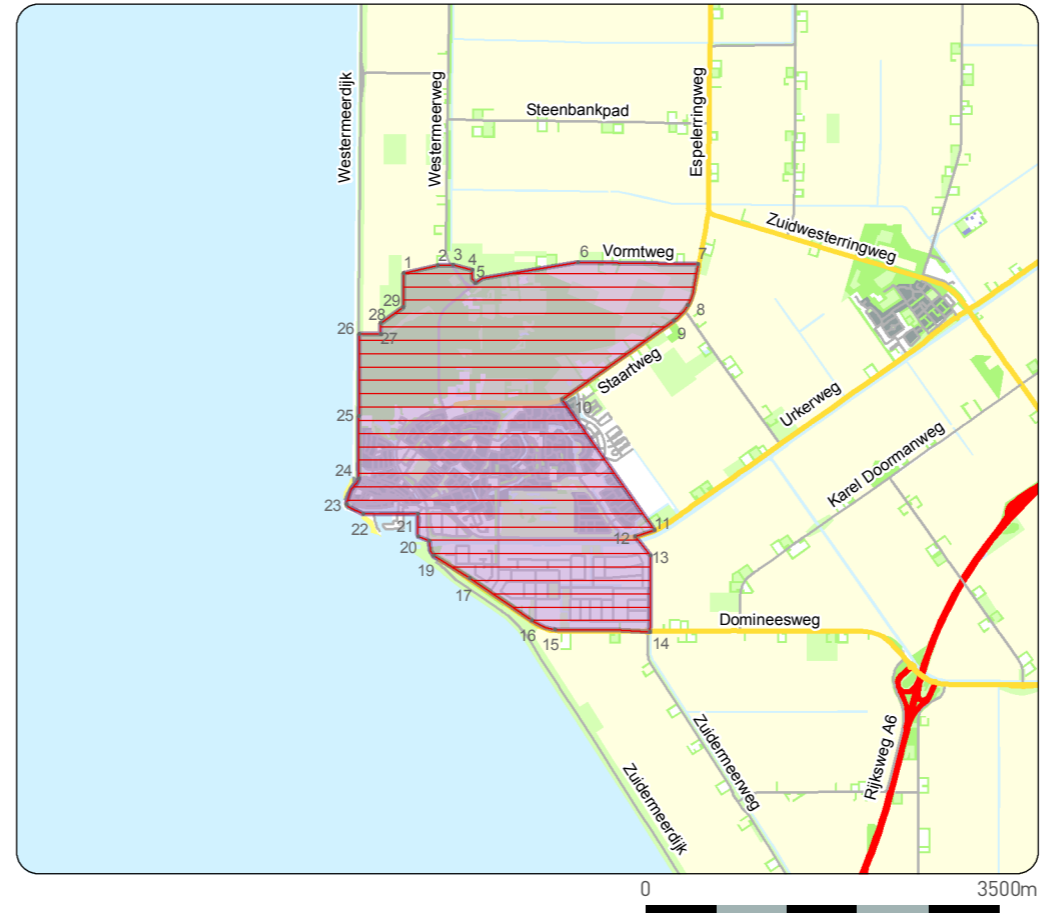 Westermeerdijk
Westermeerweg
Steenbankpad
Espelerringweg
Zuidwesterringweg
Vormtweg
1
2
3
4
5
6
7
8
9
29
28
27
26
Staartweg
10
25
Urkerweg
Karel Doormanweg
24
23
22
21
20
19
17
16
15
11
12
13
14
Domineesweg
Zuidermeerweg
Zuidermeerdijk
Rijksweg A6
0
3500m